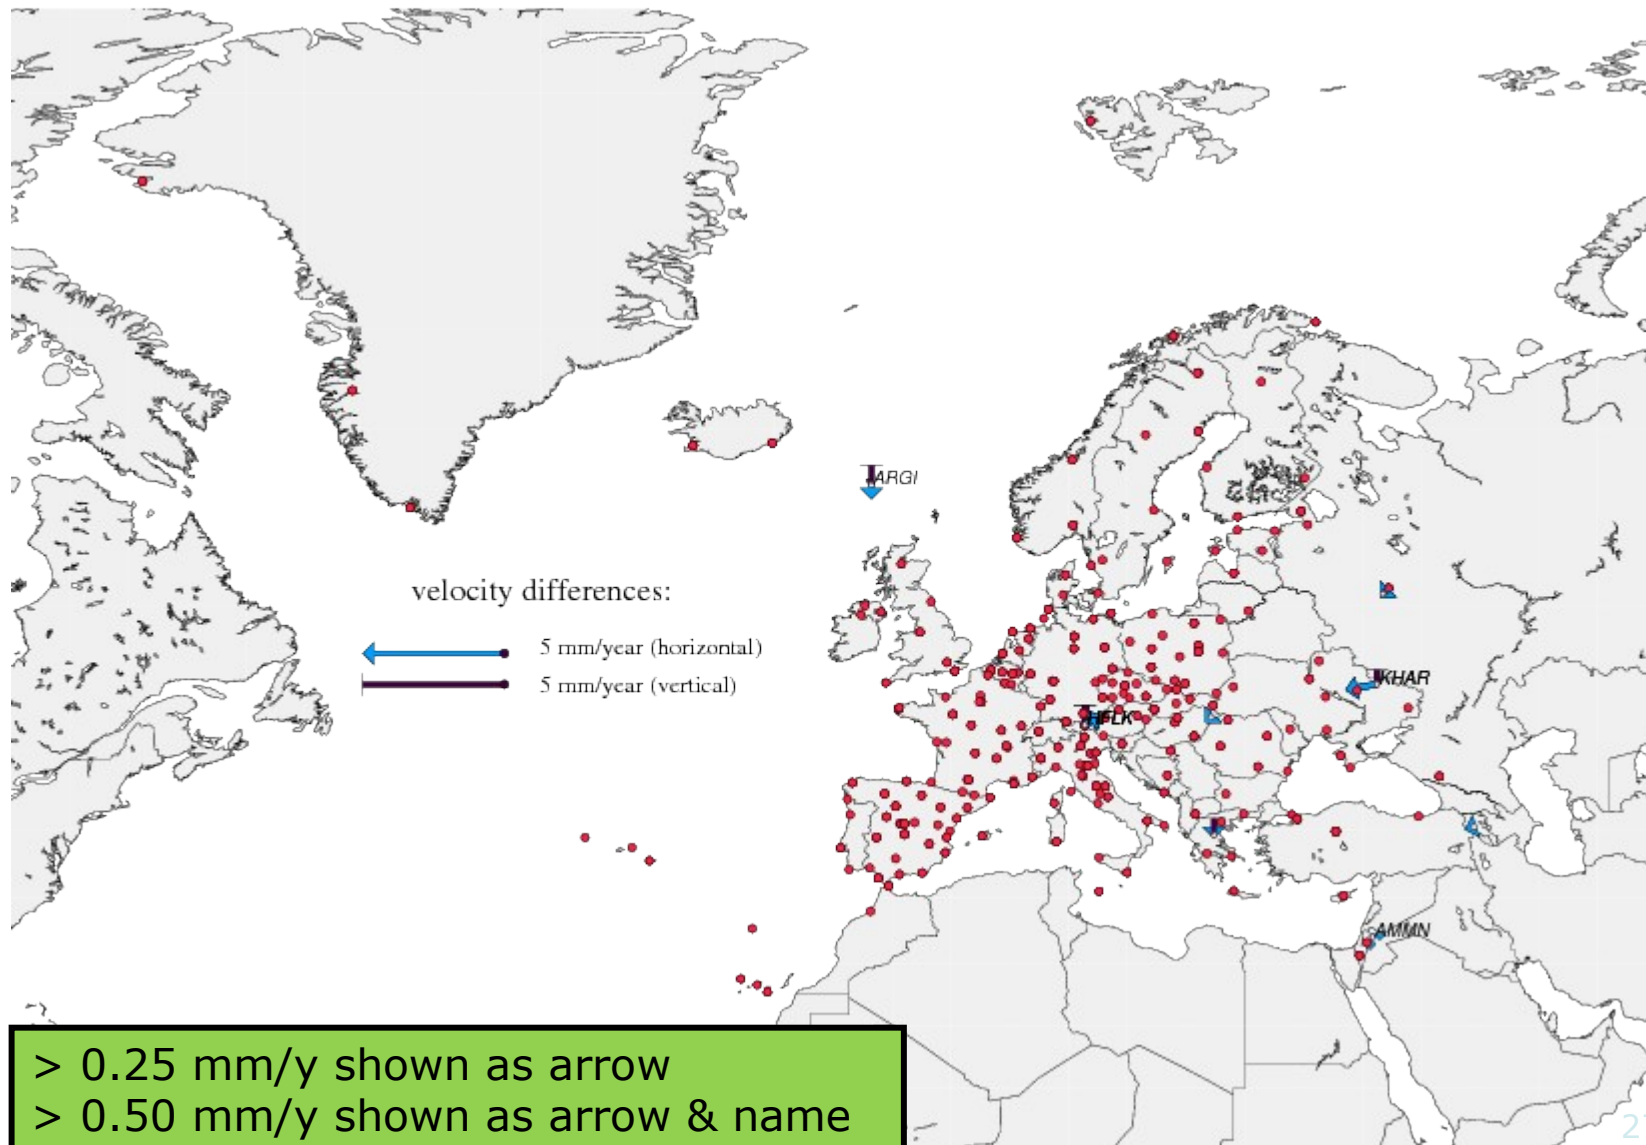 ARGI
velocity differences:
5 mm/year (horizontal)
5 mm/year (vertical)
KHAR
HFLK
AMMN
> 0.25 mm/y shown as arrow
> 0.50 mm/y shown as arrow & name